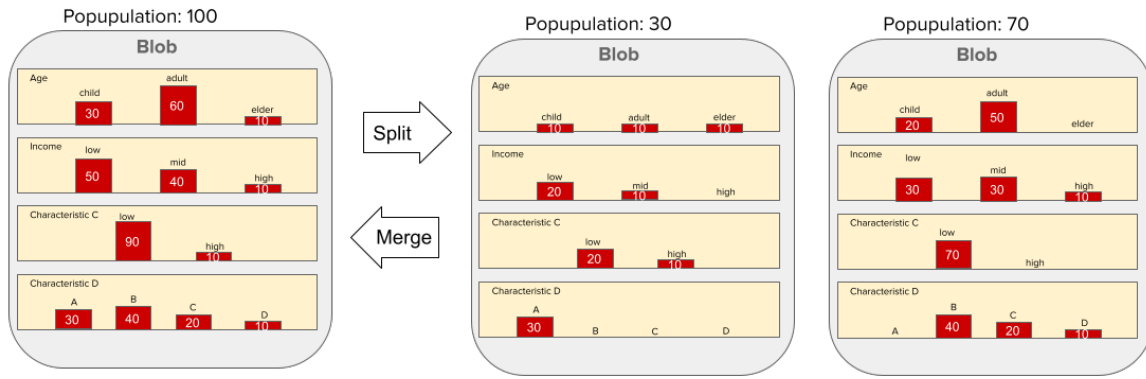 Popupulation: 100
Blob
Age
child
adult
elder
30
60
10
Income
low
mid
high
50
40
10
Characteristic C
low
high
90
10
Characteristic D
A
B
C
D
30
40
20
10
Split
Merge
Popupulation: 30
Blob
Age
child
adult
elder
10
10
10
Income
low
mid
high
20
10
Characteristic C
low
high
20
10
Characteristic D
A
B
C
D
30
Popupulation: 70
Blob
Age
child
adult
elder
20
50
Income
low
mid
high
30
30
10
Characteristic C
low
high
70
Characteristic D
A
B
C
D
40
20
10